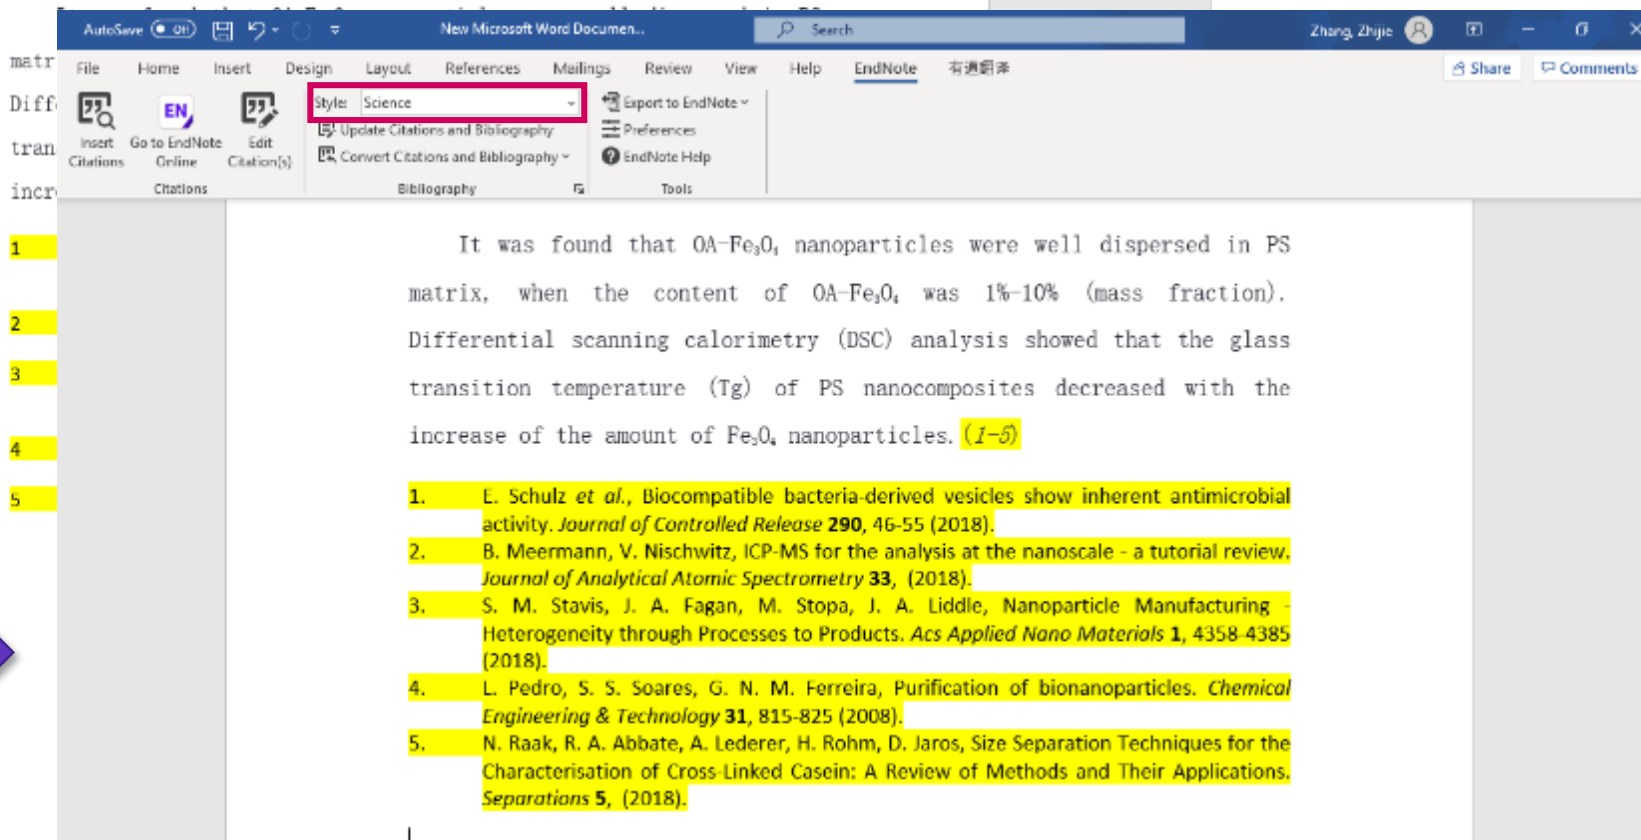 AutoSave Off New Microsoft Word Documen... Search Zhang, Zhijie
File Home Insert Design Layout References Mailings Review View Help EndNote 有道翻译 Share Comments
Insert Citations
Go to EndNote Online
Edit Citation(s)
Citations
Style: Science
Update Citations and Bibliography
Convert Citations and Bibliography
Bibliography
Export to EndNote
Preferences
EndNote Help
Tools
matr
Diff
tran
incr
1
2
3
4
5
It was found that OA-Fe₃O₄ nanoparticles were well dispersed in PS
matrix, when the content of OA-Fe₃O₄ was 1%-10% (mass fraction).
Differential scanning calorimetry (DSC) analysis showed that the glass
transition temperature (Tg) of PS nanocomposites decreased with the
increase of the amount of Fe₃O₄ nanoparticles. (1-5)
1. E. Schulz et al., Biocompatible bacteria-derived vesicles show inherent antimicrobial
activity. Journal of Controlled Release 290, 46-55 (2018).
2. B. Meermann, V. Nischwitz, ICP-MS for the analysis at the nanoscale - a tutorial review.
Journal of Analytical Atomic Spectrometry 33, (2018).
3. S. M. Stavis, J. A. Fagan, M. Stopa, J. A. Liddle, Nanoparticle Manufacturing -
Heterogeneity through Processes to Products. Acs Applied Nano Materials 1, 4358-4385
(2018).
4. L. Pedro, S. S. Soares, G. N. M. Ferreira, Purification of bionanoparticles. Chemical
Engineering & Technology 31, 815-825 (2008).
5. N. Raak, R. A. Abbate, A. Lederer, H. Rohm, D. Jaros, Size Separation Techniques for the
Characterisation of Cross-Linked Casein: A Review of Methods and Their Applications.
Separations 5, (2018).